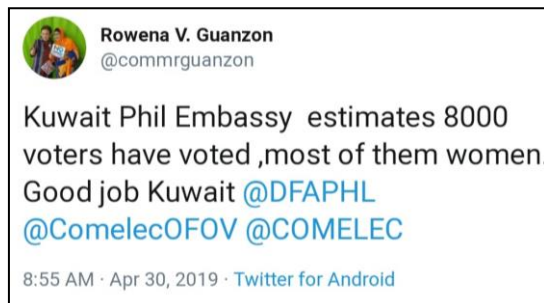 Rowena V. Guanzon
@commrguanzon
Kuwait Phil Embassy estimates 8000
voters have voted ,most of them women.
Good job Kuwait @DFAPHL
@ComelecOFOV @COMELEC
8:55 AM · Apr 30, 2019 · Twitter for Android